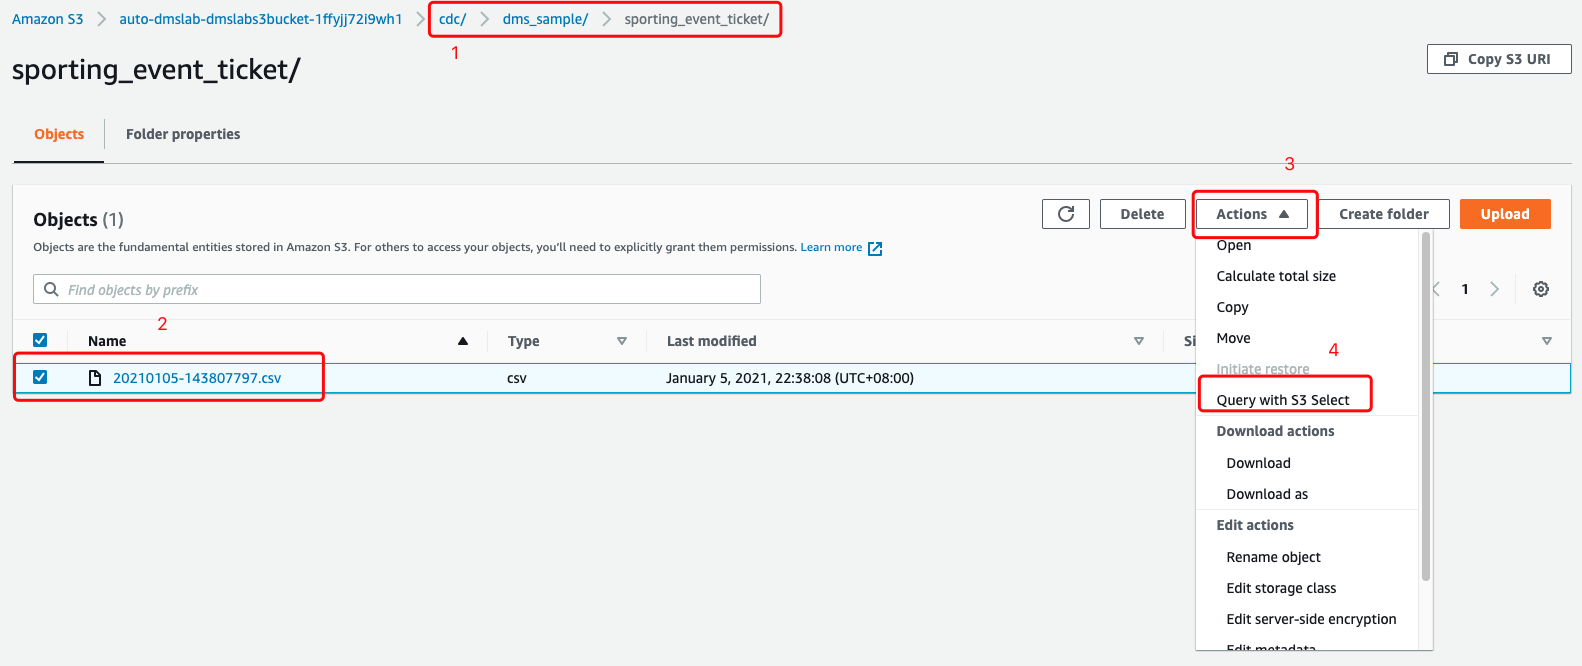 Amazon S3 > auto-dmslab-dmslabs3bucket-1ffyjj72i9wh1 > cdc/ > dms_sample/ > sporting_event_ticket/
1
sporting_event_ticket/
Copy S3 URI
Objects
Folder properties
3
Objects (1)
Delete
Actions
Create folder
Upload
Objects are the fundamental entities stored in Amazon S3. For others to access your objects, you'll need to explicitly grant them permissions. Learn more
Find objects by prefix
1
2
Name
Type
Last modified
Si
20210105-143807797.csv
csv
January 5, 2021, 22:38:08 (UTC+08:00)
Open
Calculate total size
Copy
Move
4
Initiate restore
Query with S3 Select
Download actions
Download
Download as
Edit actions
Rename object
Edit storage class
Edit server-side encryption
Edit metadata